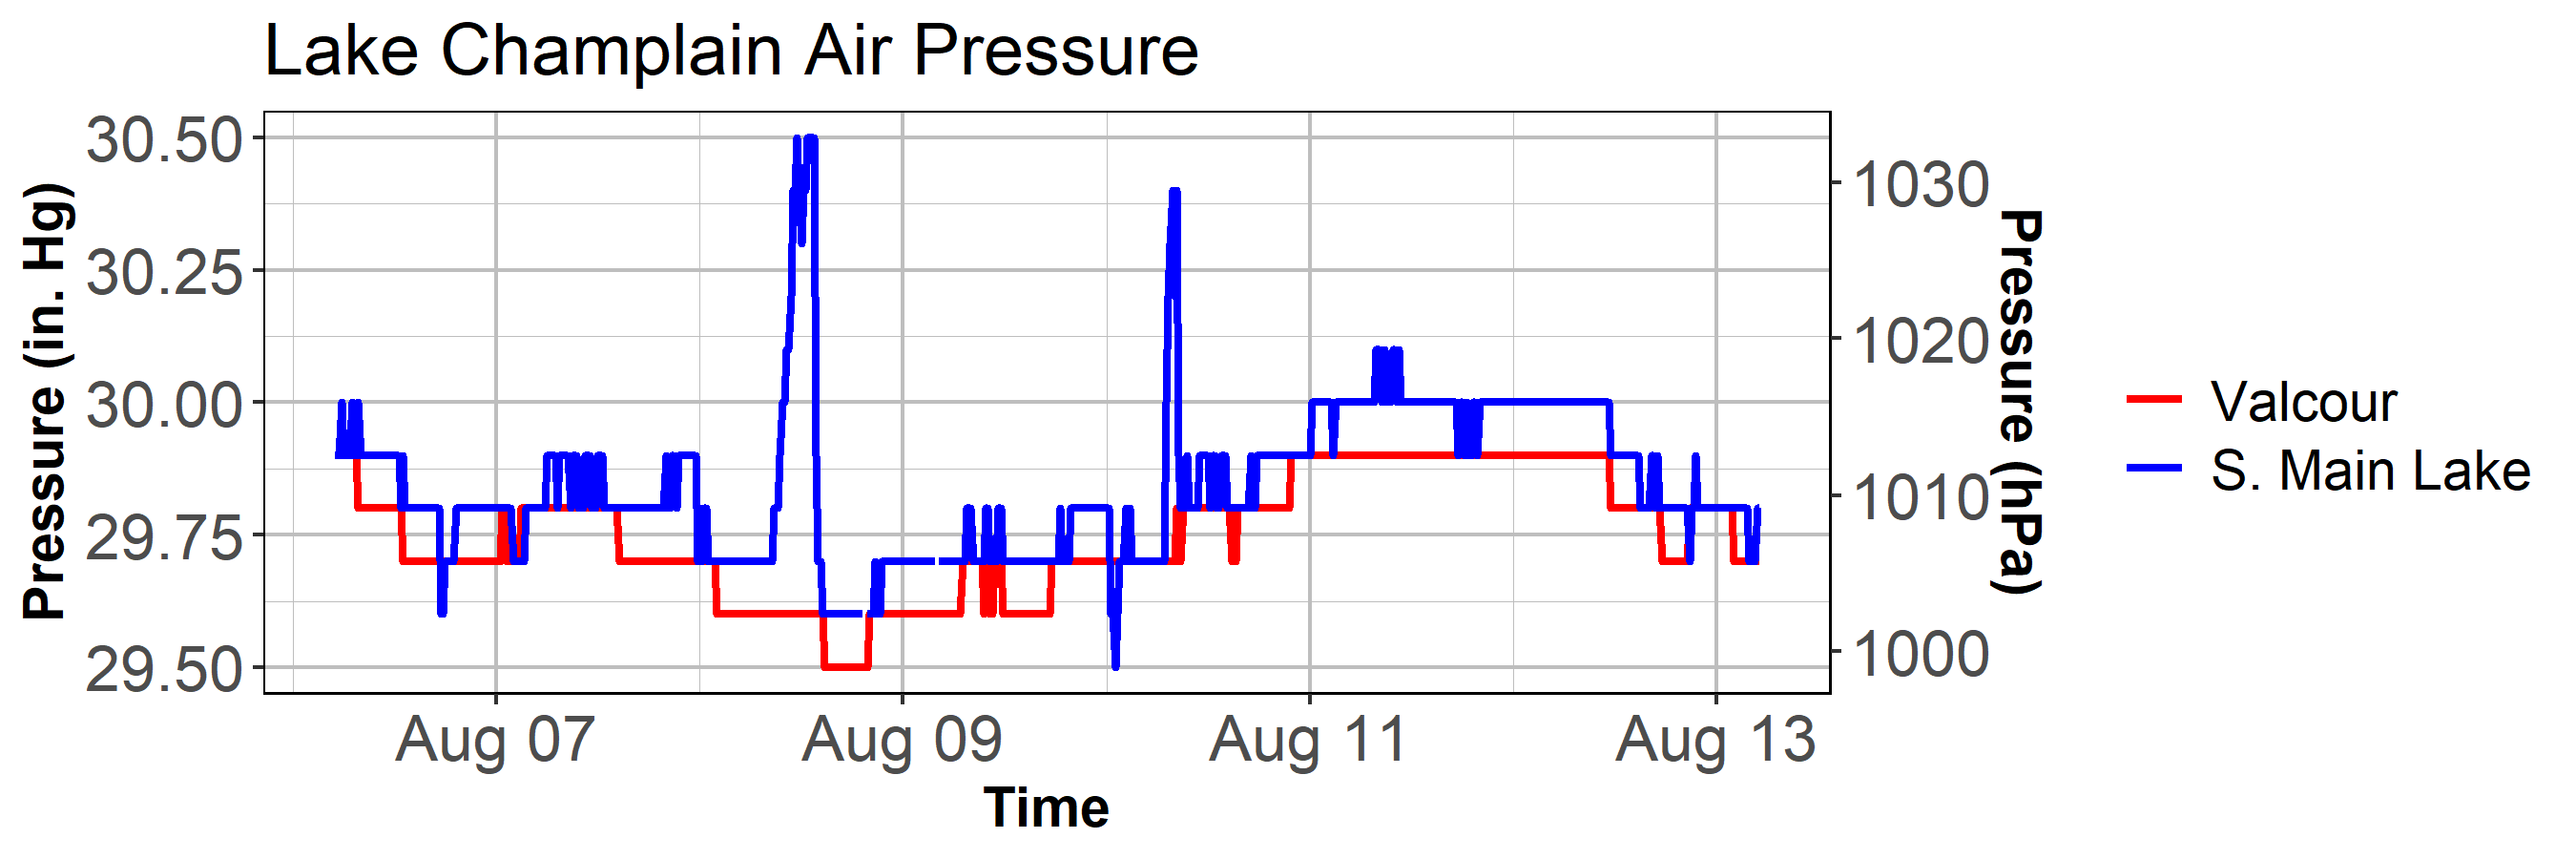 Lake Champlain Air Pressure
Pressure (in. Hg)
30.50
30.25
30.00
29.75
29.50
1030
1020
1010
1000
Pressure (hPa)
Valcour
S. Main Lake
Aug 07
Aug 09
Aug 11
Aug 13
Time